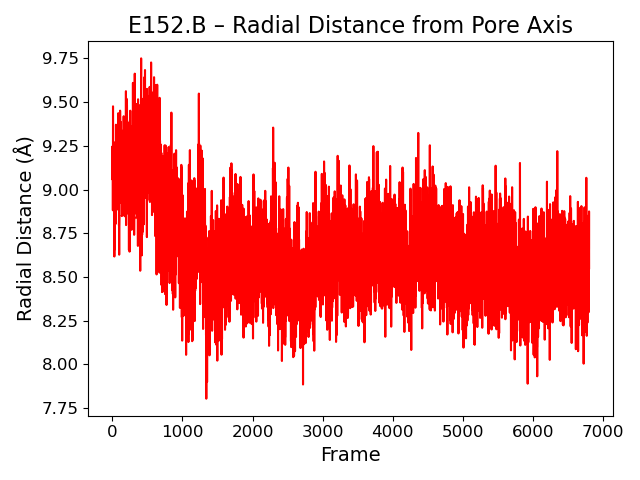 E152.B – Radial Distance from Pore Axis
Radial Distance (Å)
9.75
9.50
9.25
9.00
8.75
8.50
8.25
8.00
7.75
0 1000 2000 3000 4000 5000 6000 7000
Frame